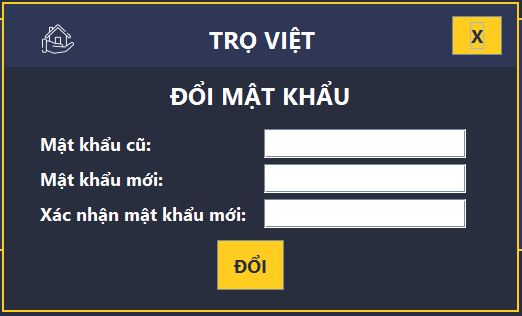 TRỌ VIỆT
X
ĐỔI MẬT KHẨU
Mật khẩu cũ:
Mật khẩu mới:
Xác nhận mật khẩu mới:
ĐỔI